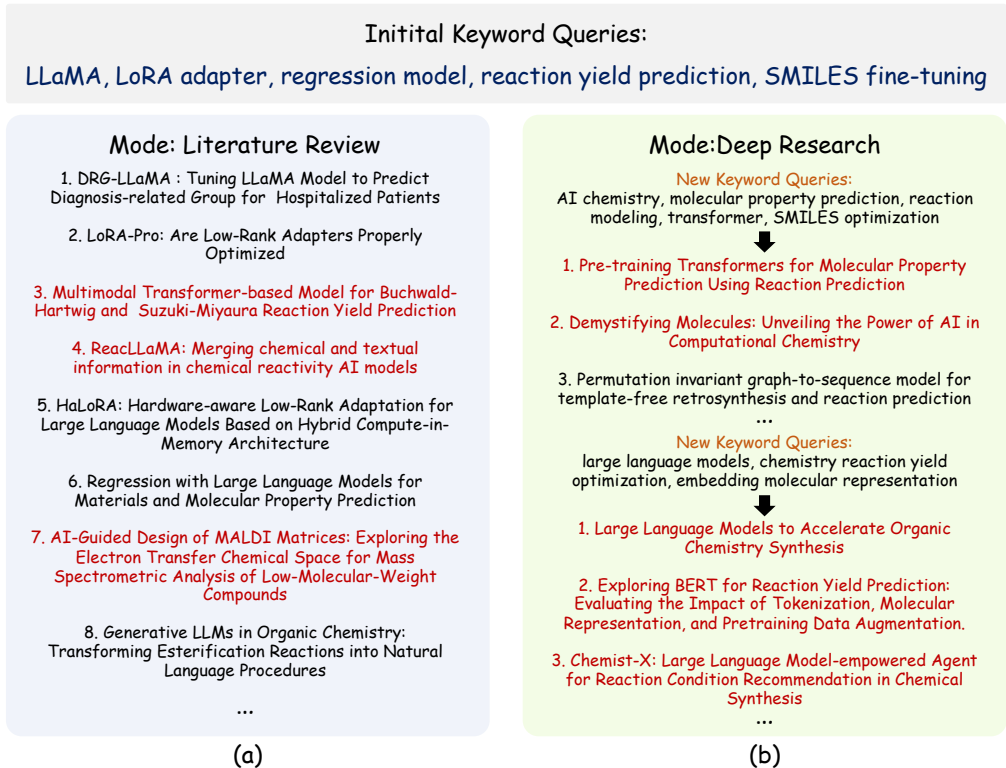 Initital Keyword Queries:
LLaMA, LoRA adapter, regression model, reaction yield prediction, SMILES fine-tuning
Mode: Literature Review
1. DRG-LLaMA : Tuning LLaMA Model to Predict
Diagnosis-related Group for Hospitalized Patients
2. LoRA-Pro: Are Low-Rank Adapters Properly
Optimized
3. Multimodal Transformer-based Model for Buchwald-
Hartwig and Suzuki-Miyaura Reaction Yield Prediction
4. ReacLLaMA: Merging chemical and textual
information in chemical reactivity AI models
5. HaLoRA: Hardware-aware Low-Rank Adaptation for
Large Language Models Based on Hybrid Compute-in-
Memory Architecture
6. Regression with Large Language Models for
Materials and Molecular Property Prediction
7. AI-Guided Design of MALDI Matrices: Exploring the
Electron Transfer Chemical Space for Mass
Spectrometric Analysis of Low-Molecular-Weight
Compounds
8. Generative LLMs in Organic Chemistry:
Transforming Esterification Reactions into Natural
Language Procedures
...
(a)
Mode:Deep Research
New Keyword Queries:
AI chemistry, molecular property prediction, reaction
modeling, transformer, SMILES optimization
1. Pre-training Transformers for Molecular Property
Prediction Using Reaction Prediction
2. Demystifying Molecules: Unveiling the Power of AI in
Computational Chemistry
3. Permutation invariant graph-to-sequence model for
template-free retrosynthesis and reaction prediction
...
New Keyword Queries:
large language models, chemistry reaction yield
optimization, embedding molecular representation
1. Large Language Models to Accelerate Organic
Chemistry Synthesis
2. Exploring BERT for Reaction Yield Prediction:
Evaluating the Impact of Tokenization, Molecular
Representation, and Pretraining Data Augmentation.
3. Chemist-X: Large Language Model-empowered Agent
for Reaction Condition Recommendation in Chemical
Synthesis
...
(b)